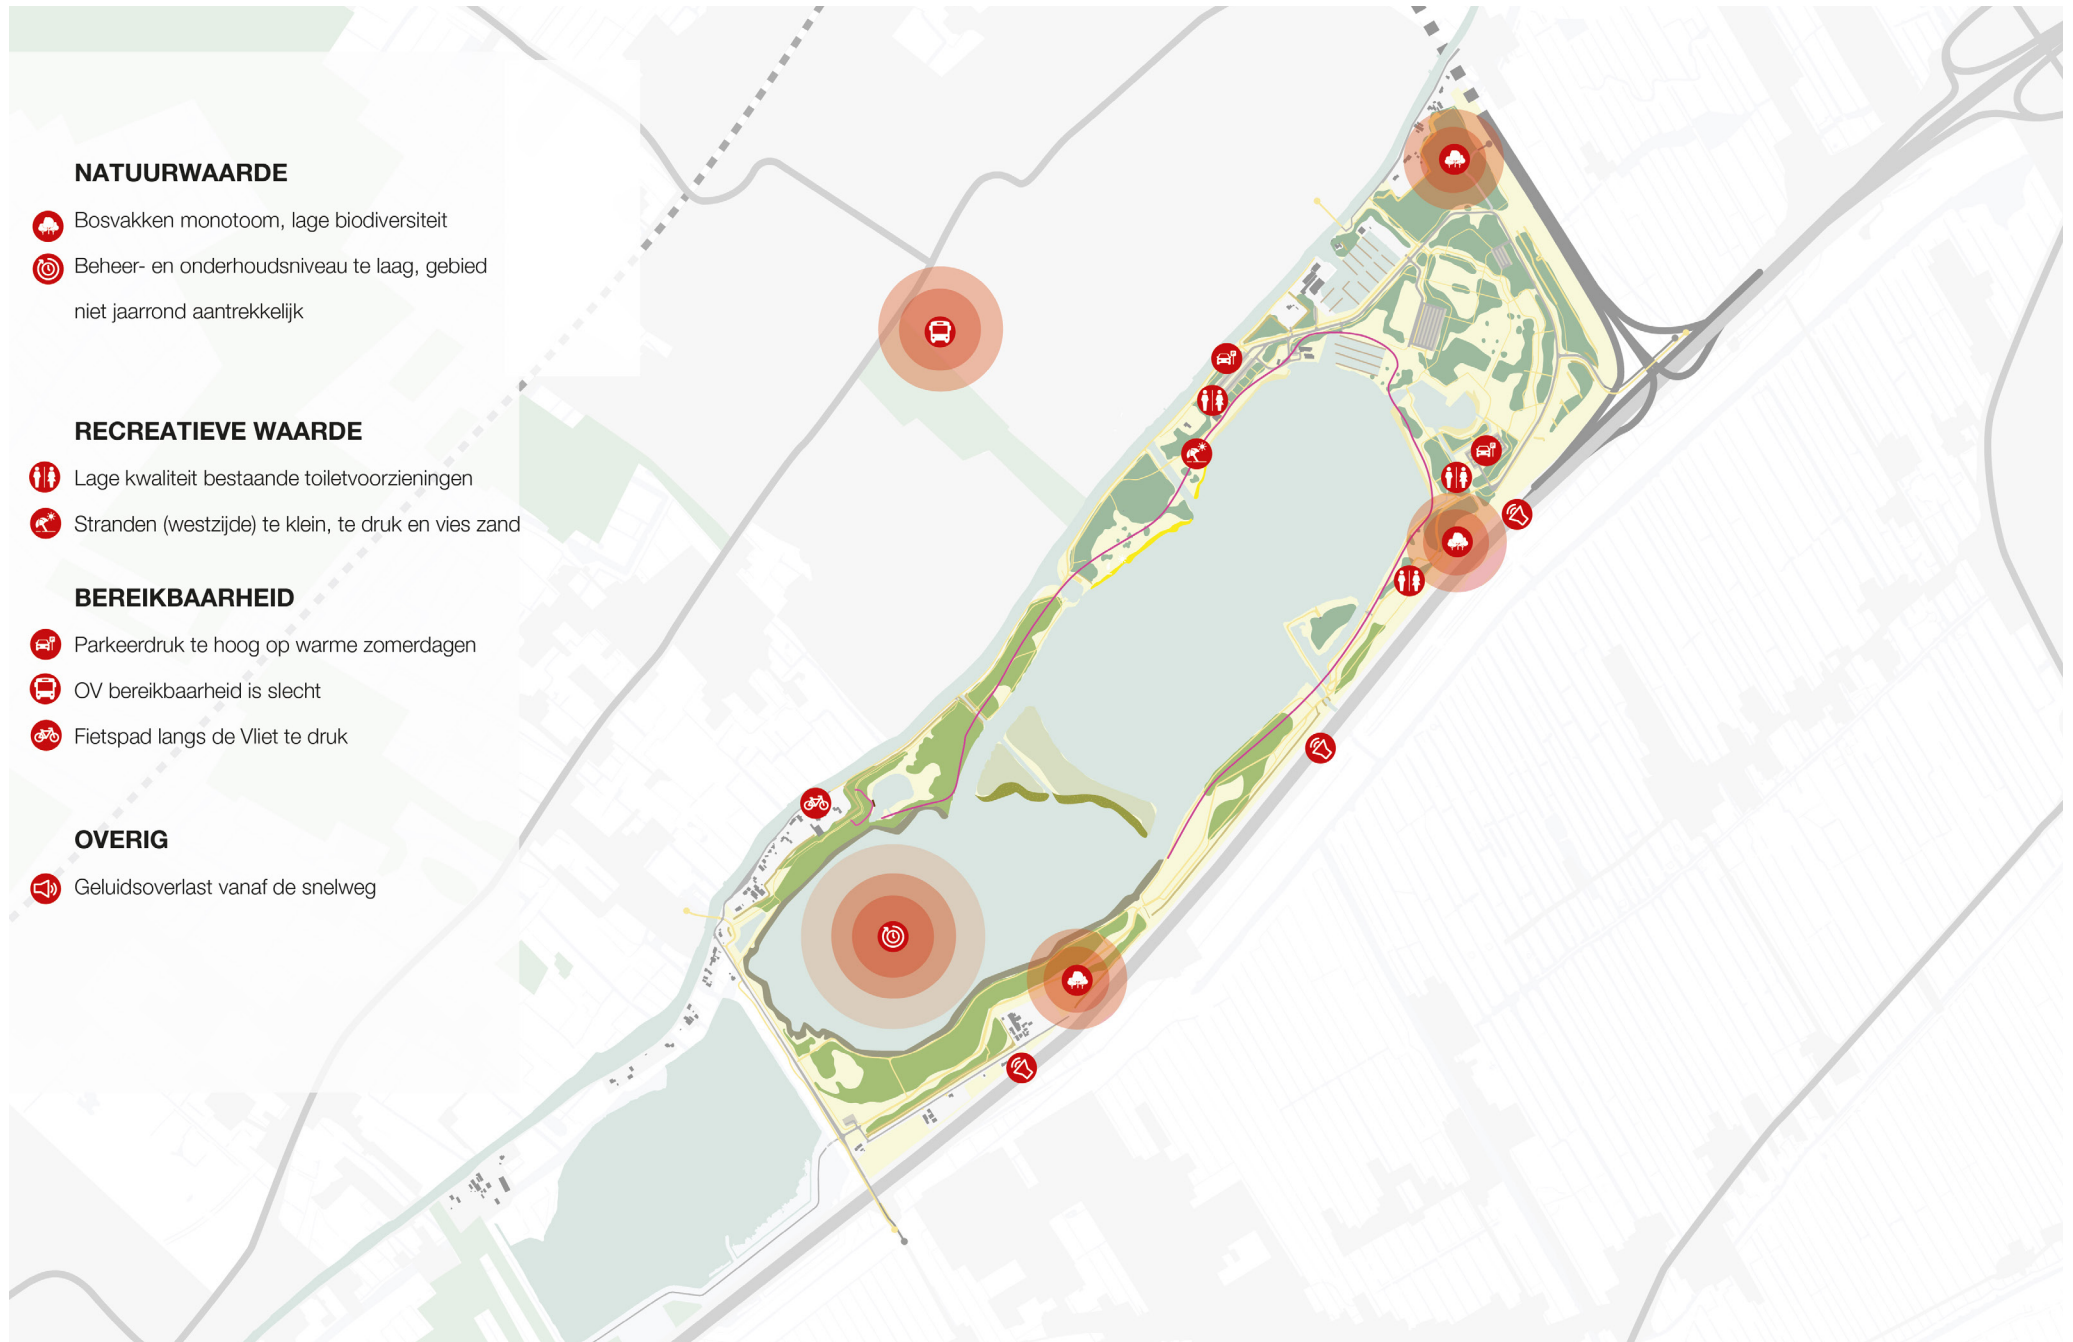 NATUURWAARDE
Bosvakken monotoom, lage biodiversiteit
Beheer- en onderhoudsniveau te laag, gebied
niet jaarrond aantrekkelijk
RECREATIEVE WAARDE
Lage kwaliteit bestaande toiletvoorzieningen
Stranden (westzijde) te klein, te druk en vies zand
BEREIKBAARHEID
Parkeerdruk te hoog op warme zomerdagen
OV bereikbaarheid is slecht
Fietspad langs de Vliet te druk
OVERIG
Geluidsoverlast vanaf de snelweg